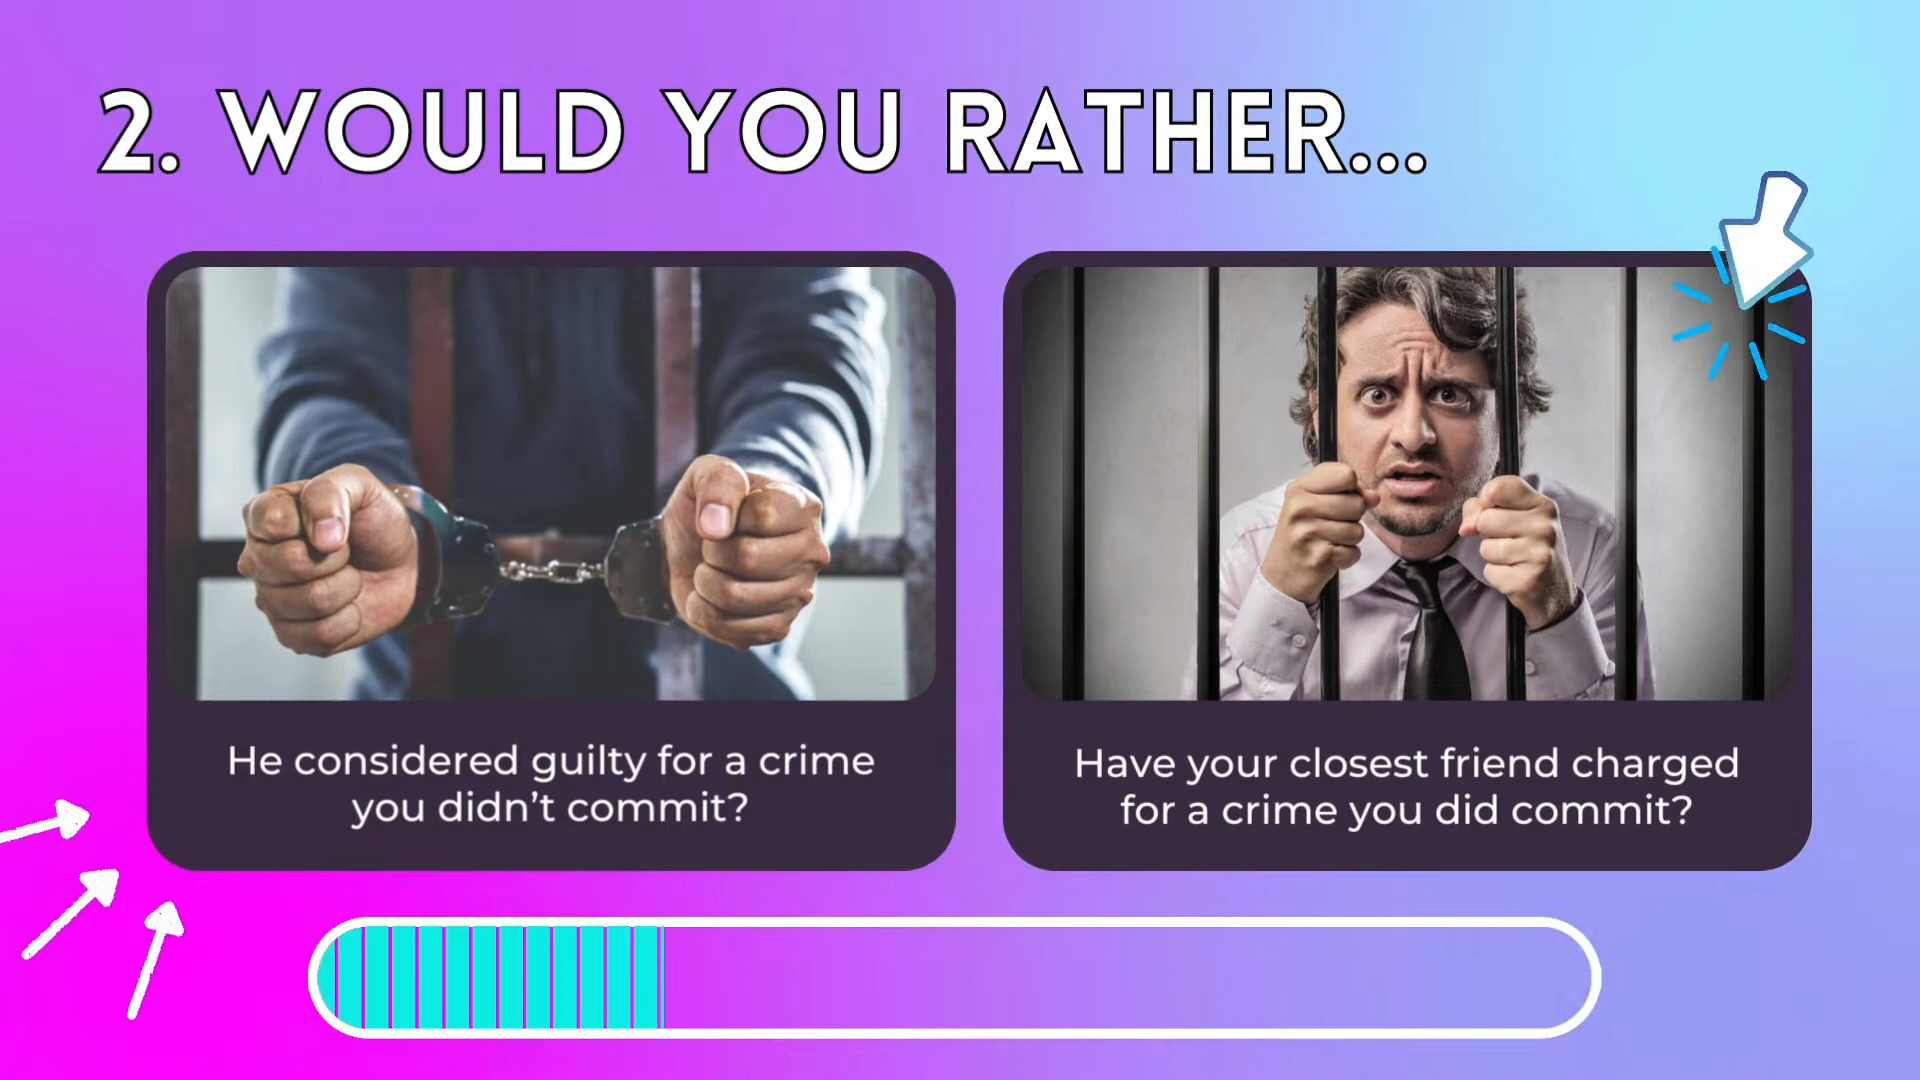 2. WOULD YOU RATHER...
He considered guilty for a crime
you didn't commit?
Have your closest friend charged
for a crime you did commit?